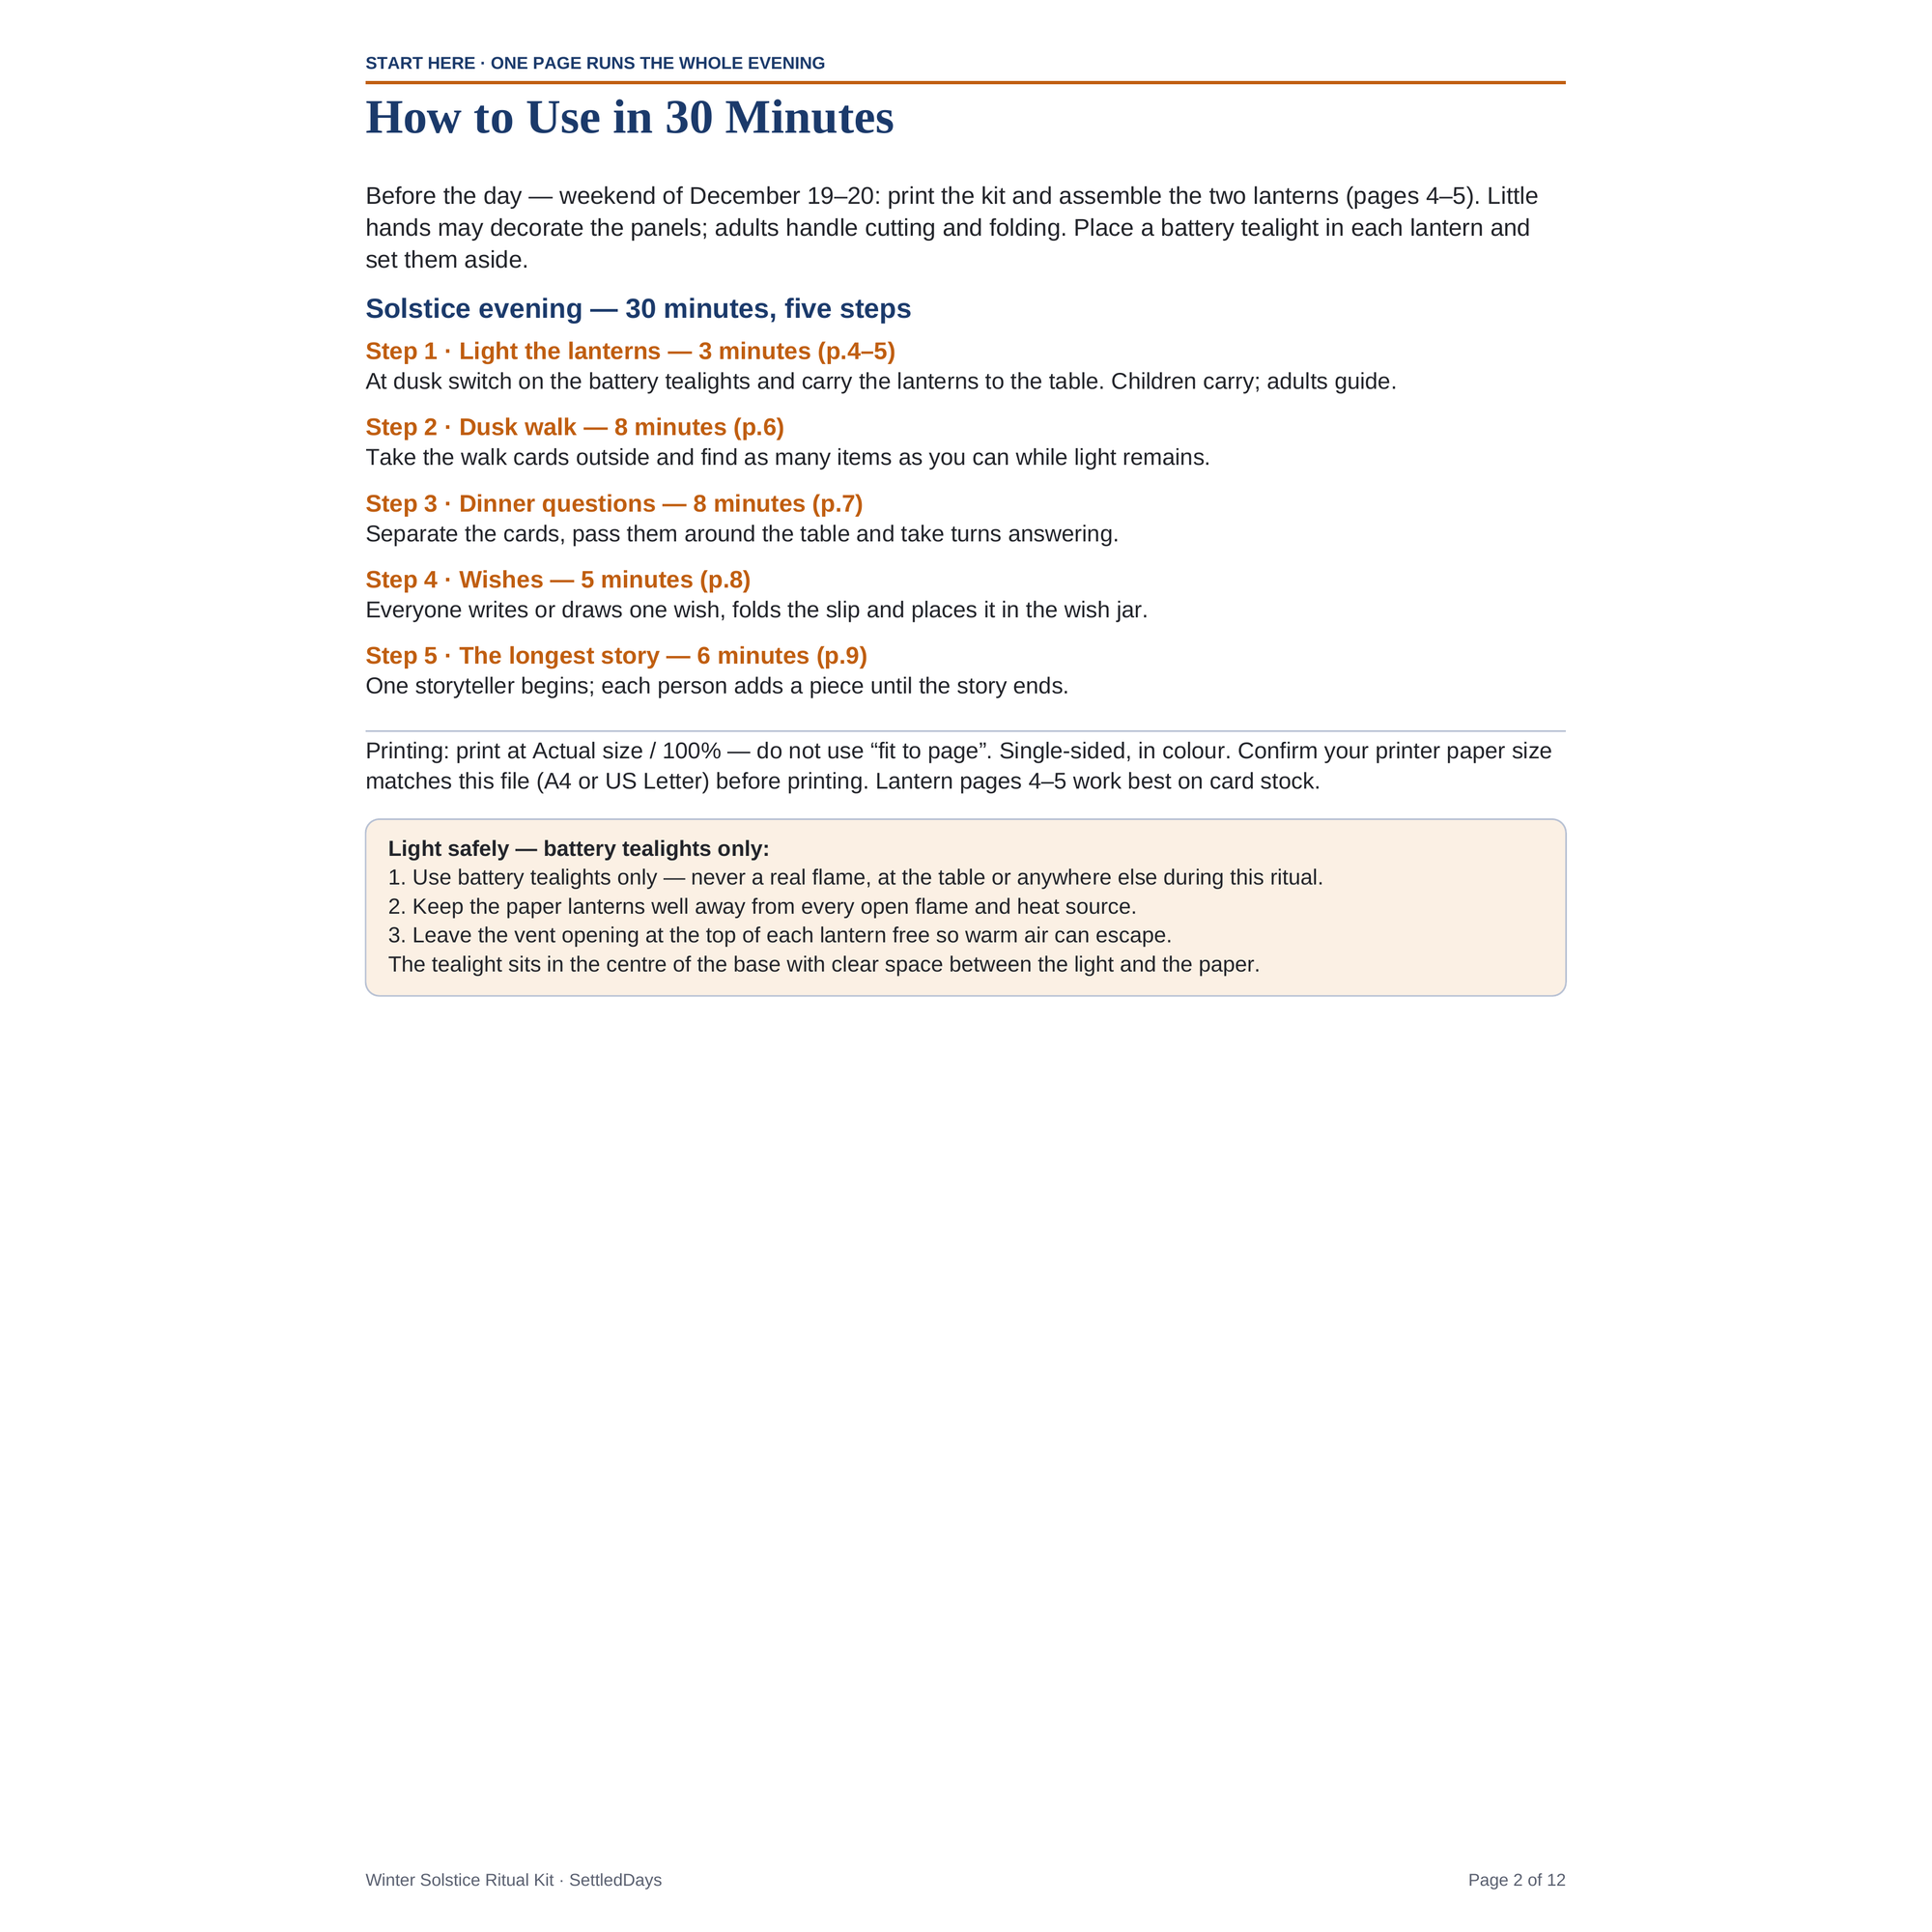 START HERE · ONE PAGE RUNS THE WHOLE EVENING
How to Use in 30 Minutes
Before the day — weekend of December 19–20: print the kit and assemble the two lanterns (pages 4–5). Little
hands may decorate the panels; adults handle cutting and folding. Place a battery tealight in each lantern and
set them aside.
Solstice evening — 30 minutes, five steps
Step 1 · Light the lanterns — 3 minutes (p.4–5)
At dusk switch on the battery tealights and carry the lanterns to the table. Children carry; adults guide.
Step 2 · Dusk walk — 8 minutes (p.6)
Take the walk cards outside and find as many items as you can while light remains.
Step 3 · Dinner questions — 8 minutes (p.7)
Separate the cards, pass them around the table and take turns answering.
Step 4 · Wishes — 5 minutes (p.8)
Everyone writes or draws one wish, folds the slip and places it in the wish jar.
Step 5 · The longest story — 6 minutes (p.9)
One storyteller begins; each person adds a piece until the story ends.
Printing: print at Actual size / 100% — do not use “fit to page”. Single-sided, in colour. Confirm your printer paper size
matches this file (A4 or US Letter) before printing. Lantern pages 4–5 work best on card stock.
Light safely — battery tealights only:
1. Use battery tealights only — never a real flame, at the table or anywhere else during this ritual.
2. Keep the paper lanterns well away from every open flame and heat source.
3. Leave the vent opening at the top of each lantern free so warm air can escape.
The tealight sits in the centre of the base with clear space between the light and the paper.
Winter Solstice Ritual Kit · SettledDays
Page 2 of 12